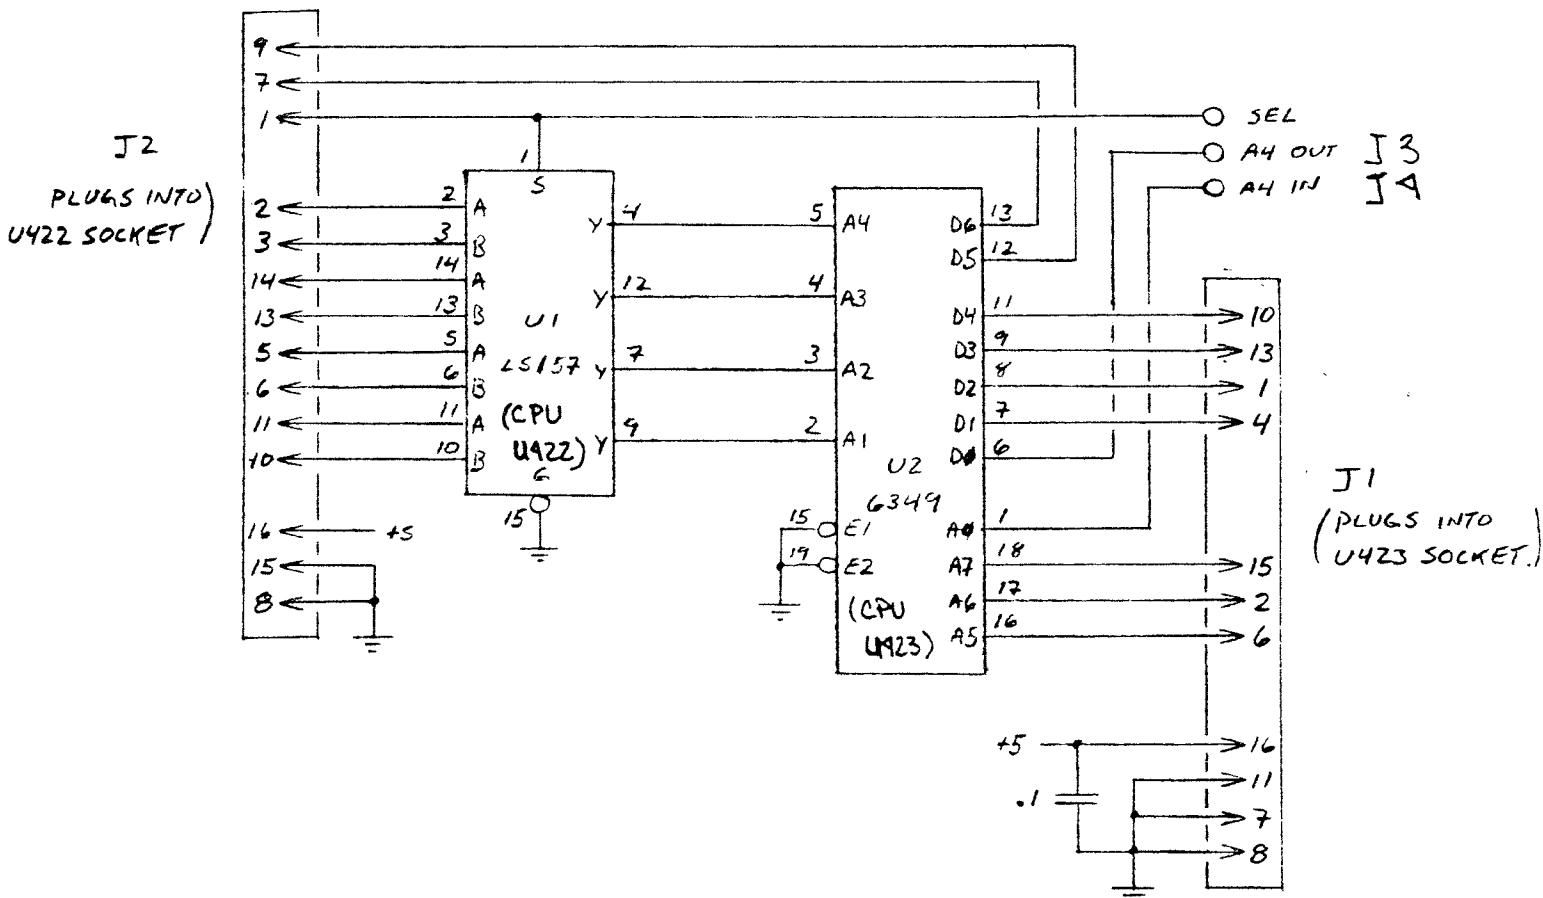 9
7
1
J2
PLUGS INTO
U422 SOCKET
2
3
14
13
5
6
11
10
16 +5
15
8
1
S
2 A
3 B
14 A
13 B
5 A
6 B
11 A
10 B
Y 4
Y 12
Y 7
Y 9
U1
LS157
(CPU
U422)
G
15
5 A4
4 A3
3 A2
2 A1
15 E1
19 E2
U2
6349
(CPU
U423)
D6 13
D5 12
D4 11
D3 9
D2 8
D1 7
D0 6
A0 1
A7 18
A6 17
A5 16
SEL
A4 OUT J3
A4 IN J4
10
13
1
4
15
2
6
J1
(PLUGS INTO
U423 SOCKET.)
+5 16
.1 11
7
8